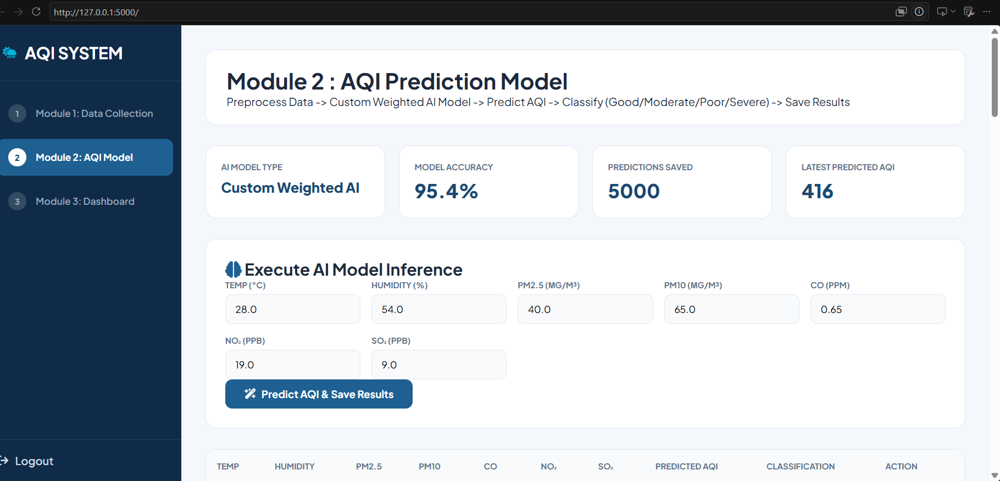 http://127.0.0.1:5000/
AQI SYSTEM
1 Module 1: Data Collection
2 Module 2: AQI Model
3 Module 3: Dashboard
Logout
Module 2 : AQI Prediction Model
Preprocess Data -> Custom Weighted AI Model -> Predict AQI -> Classify (Good/Moderate/Poor/Severe) -> Save Results
AI MODEL TYPE
Custom Weighted AI
MODEL ACCURACY
95.4%
PREDICTIONS SAVED
5000
LATEST PREDICTED AQI
416
Execute AI Model Inference
TEMP (°C) HUMIDITY (%) PM2.5 (ΜG/M³) PM10 (ΜG/M³) CO (PPM)
28.0 54.0 40.0 65.0 0.65
NO₂ (PPB) SO₂ (PPB)
19.0 9.0
Predict AQI & Save Results
TEMP HUMIDITY PM2.5 PM10 CO NO₂ SO₂ PREDICTED AQI CLASSIFICATION ACTION